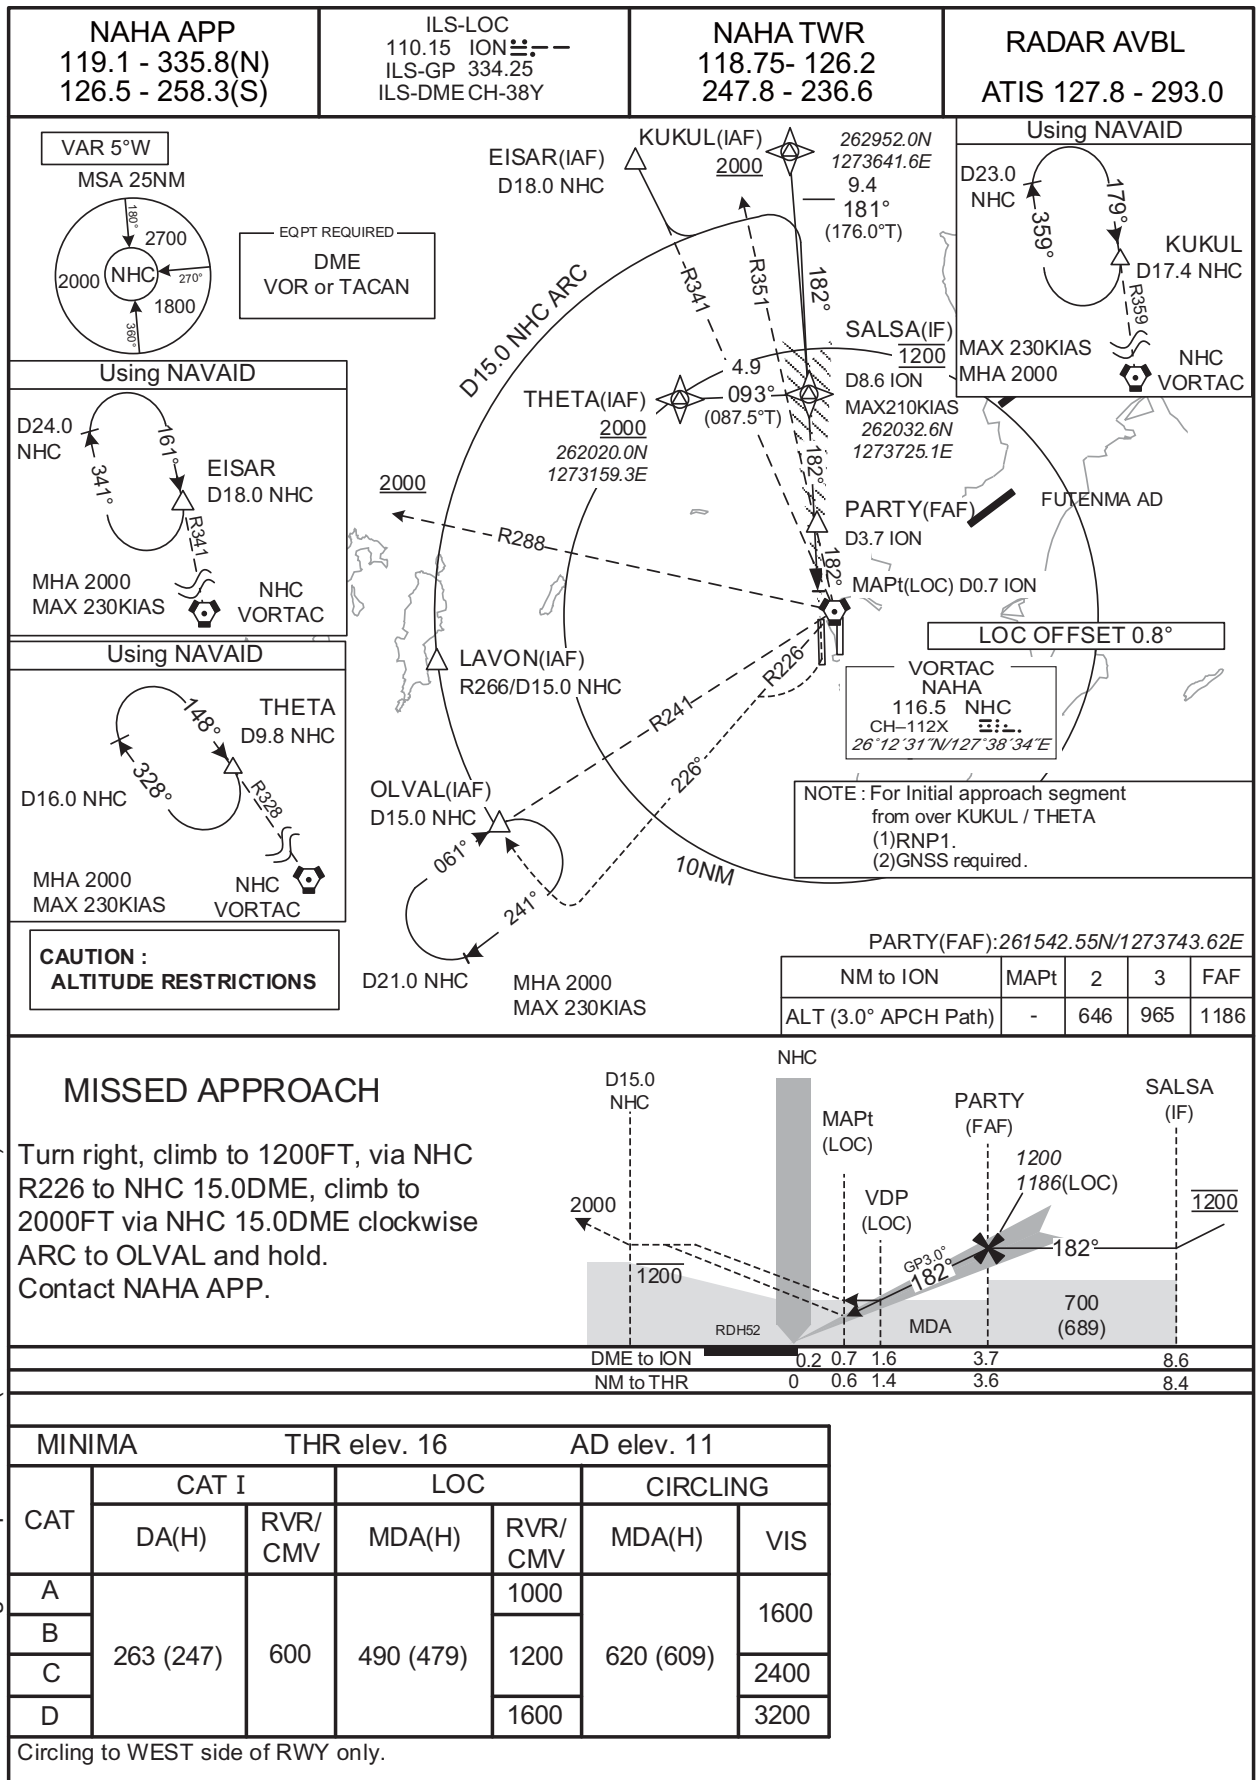 NAHA APP
119.1 - 335.8(N)
126.5 - 258.3(S)
ILS-LOC
110.15 ION
ILS-GP 334.25
ILS-DME CH-38Y
NAHA TWR
118.75- 126.2
247.8 - 236.6
RADAR AVBL
ATIS 127.8 - 293.0
VAR 5°W
MSA 25NM
180°
2700
2000
NHC
270°
1800
360°
EQPT REQUIRED
DME
VOR or TACAN
EISAR(IAF)
D18.0 NHC
KUKUL(IAF)
2000
262952.0N
1273641.6E
9.4
181°
(176.0°T)
Using NAVAID
D23.0
NHC
179°
359°
KUKUL
D17.4 NHC
R359
MAX 230KIAS
MHA 2000
NHC
VORTAC
D15.0 NHC ARC
R341
R351
182°
SALSA(IF)
1200
D8.6 ION
MAX210KIAS
262032.6N
1273725.1E
4.9
093°
(087.5°T)
THETA(IAF)
2000
262020.0N
1273159.3E
Using NAVAID
D24.0
NHC
161°
341°
EISAR
D18.0 NHC
R341
MHA 2000
MAX 230KIAS
NHC
VORTAC
2000
R288
182°
PARTY(FAF)
D3.7 ION
FUTENMA AD
182°
MAPt(LOC) D0.7 ION
LOC OFFSET 0.8°
Using NAVAID
148°
THETA
D9.8 NHC
D16.0 NHC
328°
R328
MHA 2000
MAX 230KIAS
NHC
VORTAC
LAVON(IAF)
R266/D15.0 NHC
R226
R241
226°
VORTAC
NAHA
116.5 NHC
CH–112X
26°12´31˝N/127°38´34˝E
OLVAL(IAF)
D15.0 NHC
061°
241°
10NM
D21.0 NHC
MHA 2000
MAX 230KIAS
NOTE : For Initial approach segment
from over KUKUL / THETA
(1)RNP1.
(2)GNSS required.
CAUTION :
ALTITUDE RESTRICTIONS
PARTY(FAF):261542.55N/1273743.62E
NM to ION MAPt 2 3 FAF
ALT (3.0° APCH Path) - 646 965 1186
MISSED APPROACH
Turn right, climb to 1200FT, via NHC
R226 to NHC 15.0DME, climb to
2000FT via NHC 15.0DME clockwise
ARC to OLVAL and hold.
Contact NAHA APP.
D15.0
NHC
NHC
MAPt
(LOC)
VDP
(LOC)
PARTY
(FAF)
SALSA
(IF)
1200
1186(LOC)
1200
2000
1200
GP3.0°
182°
182°
RDH52
MDA
700
(689)
DME to ION 0.2 0.7 1.6 3.7 8.6
NM to THR 0 0.6 1.4 3.6 8.4
MINIMA THR elev. 16 AD elev. 11
CAT CAT I LOC CIRCLING
DA(H) RVR/CMV MDA(H) RVR/CMV MDA(H) VIS
A 1000 1600
B
263 (247) 600 490 (479) 1200 620 (609)
C 2400
D 1600 3200
Circling to WEST side of RWY only.